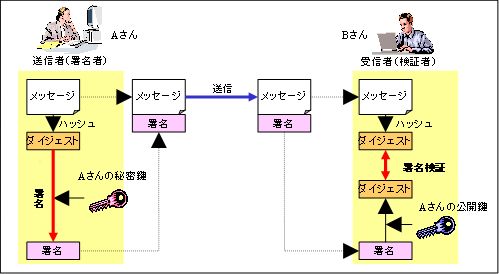 Aさん
送信者(署名者)
Bさん
受信者(検証者)
メッセージ
メッセージ
送信
メッセージ
メッセージ
ハッシュ
署名
署名
ハッシュ
ダイジェスト
ダイジェスト
署名
Aさんの秘密鍵
署名検証
ダイジェスト
Aさんの公開鍵
署名
署名